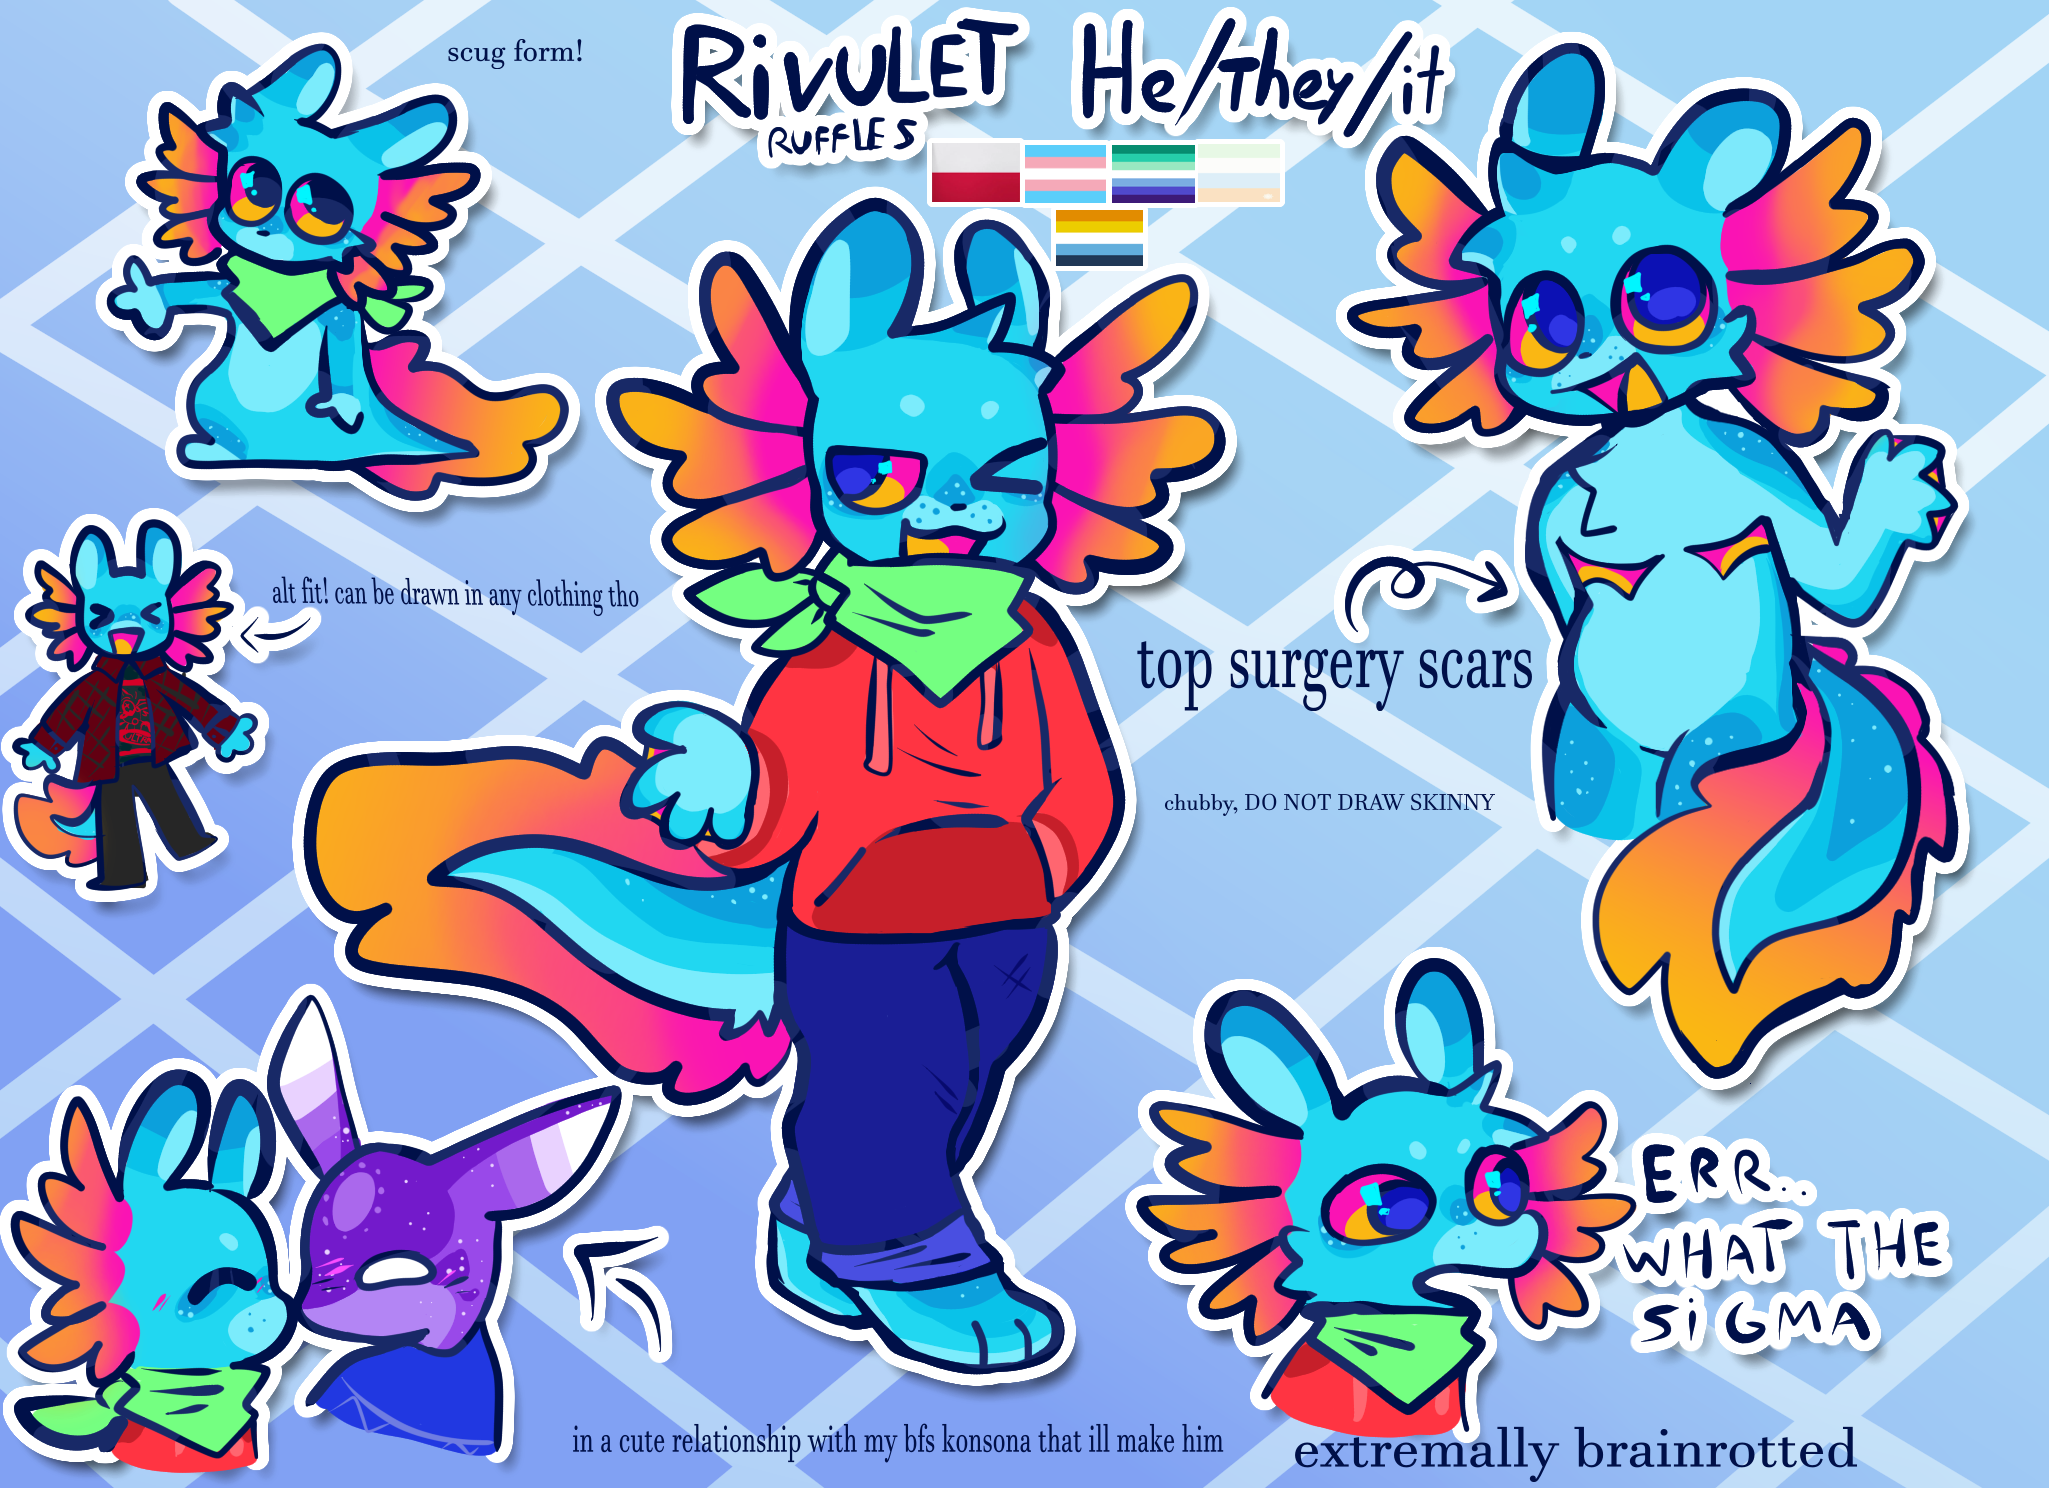 scug form!
RiVULET He/They/it
RUFFLES
alt fit! can be drawn in any clothing tho
top surgery scars
chubby, DO NOT DRAW SKINNY
ERR...
WHAT THE
SiGMA
in a cute relationship with my bfs konsona that ill make him
extremally brainrotted